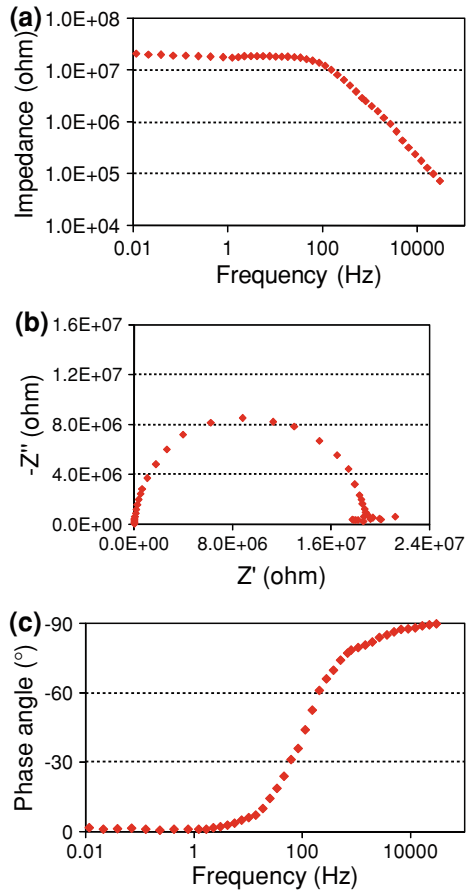 (a)
1.0E+08
1.0E+07
1.0E+06
1.0E+05
1.0E+04
Impedance (ohm)
0.01 1 100 10000
Frequency (Hz)
(b)
1.6E+07
1.2E+07
8.0E+06
4.0E+06
0.0E+00
-Z" (ohm)
0.0E+00 8.0E+06 1.6E+07 2.4E+07
Z' (ohm)
(c)
-90
-60
-30
0
Phase angle (°)
0.01 1 100 10000
Frequency (Hz)